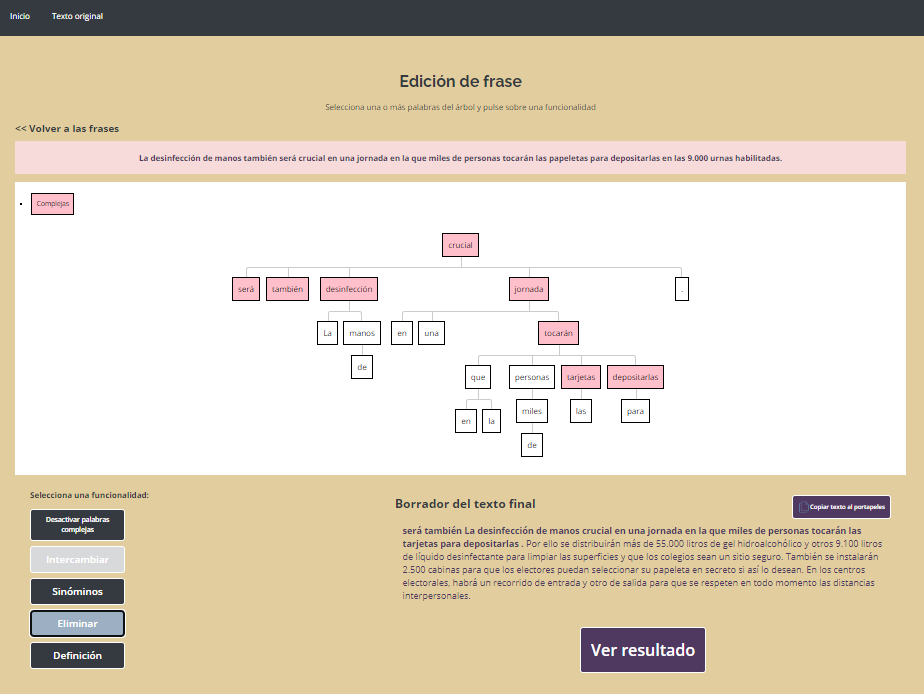 Inicio Texto original
Edición de frase
Selecciona una o más palabras del árbol y pulse sobre una funcionalidad
<< Volver a las frases
La desinfección de manos también será crucial en una jornada en la que miles de personas tocarán las papeletas para depositarlas en las 9.000 urnas habilitadas.
Complejas
crucial
será también desinfección jornada .
La manos en una tocarán
de que personas tarjetas depositarlas
en la miles las para
de
Selecciona una funcionalidad:
Desactivar palabras
complejas
Intercambiar
Sinónimos
Eliminar
Definición
Borrador del texto final
Copiar texto al portapeles
será también La desinfección de manos crucial en una jornada en la que miles de personas tocarán las
tarjetas para depositarlas . Por ello se distribuirán más de 55.000 litros de gel hidroalcohólico y otros 9.100 litros
de líquido desinfectante para limpiar las superfícies y que los colegios sean un sitio seguro. También se instalarán
2.500 cabinas para que los electores puedan seleccionar su papeleta en secreto si así lo desean. En los centros
electorales, habrá un recorrido de entrada y otro de salida para que se respeten en todo momento las distancias
interpersonales.
Ver resultado